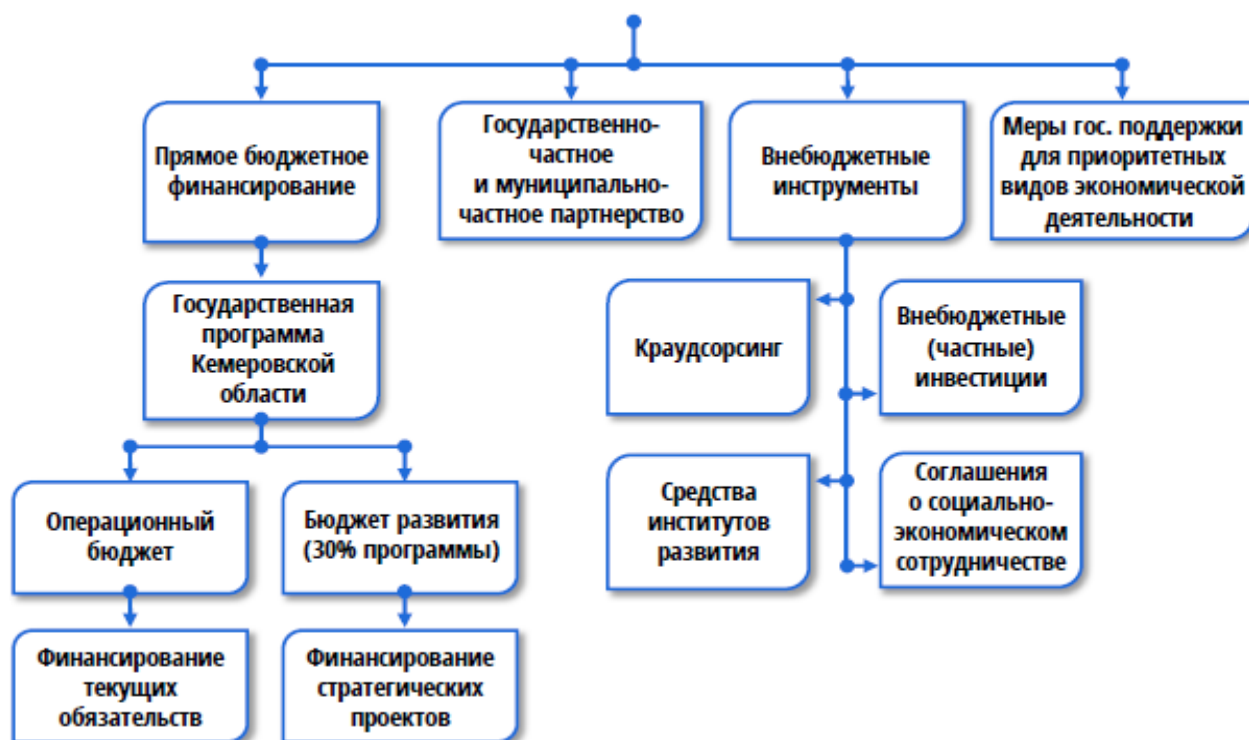 Прямое бюджетное
финансирование
Государственно-
частное
и муниципально-
частное партнерство
Внебюджетные
инструменты
Меры гос. поддержки
для приоритетных
видов экономической
деятельности
Государственная
программа
Кемеровской
области
Краудсорсинг
Внебюджетные
(частные)
инвестиции
Операционный
бюджет
Бюджет развития
(30% программы)
Средства
институтов
развития
Соглашения
о социально-
экономическом
сотрудничестве
Финансирование
текущих
обязательств
Финансирование
стратегических
проектов